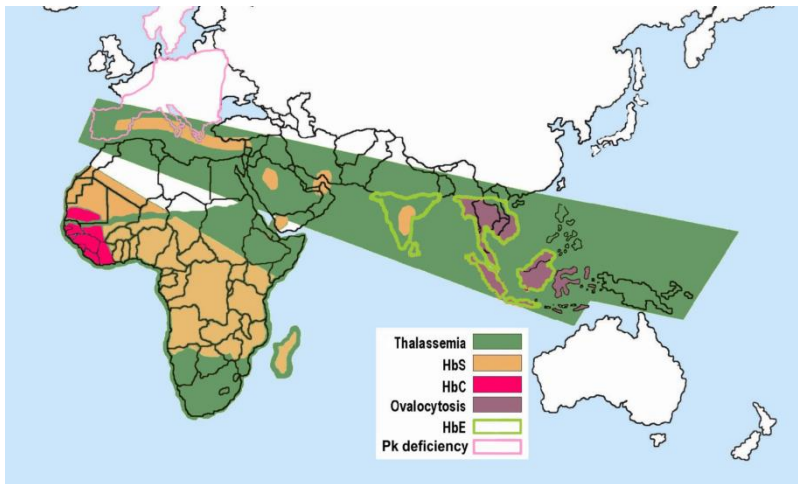 Thalassemia
HbS
HbC
Ovalocytosis
HbE
Pk deficiency